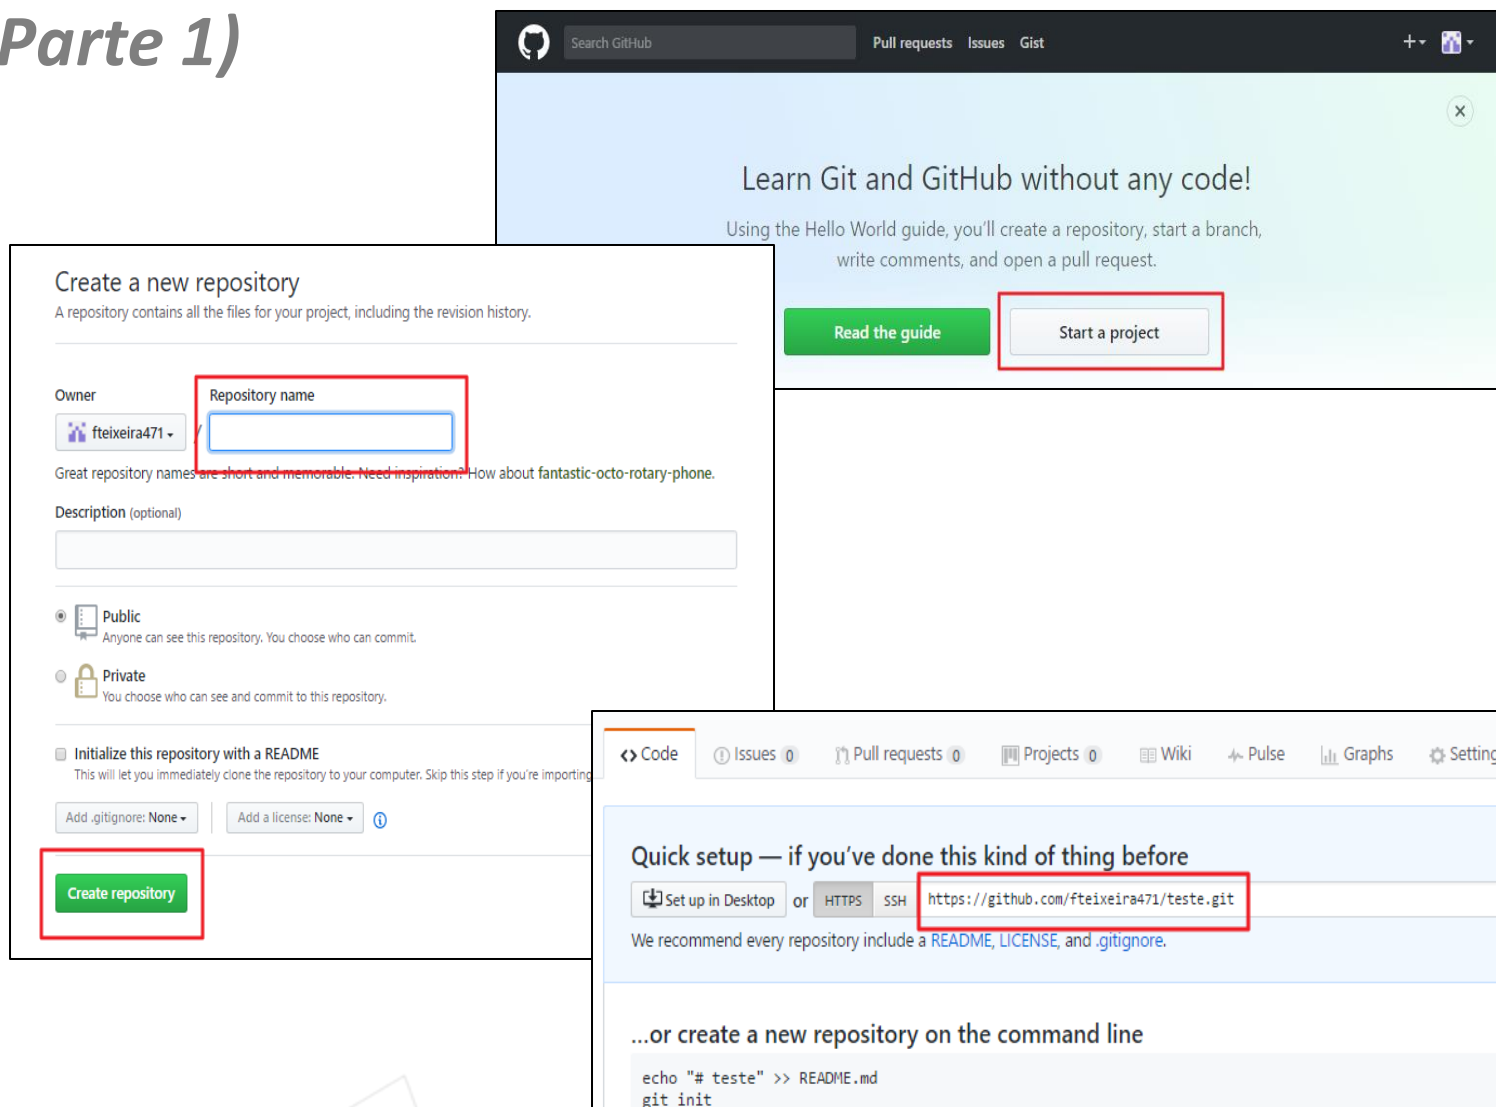 Parte 1)
Search GitHub
Pull requests Issues Gist
Learn Git and GitHub without any code!
Using the Hello World guide, you'll create a repository, start a branch,
write comments, and open a pull request.
Read the guide
Start a project
Create a new repository
A repository contains all the files for your project, including the revision history.
Owner
Repository name
fteixeira471
/
Great repository names are short and memorable. Need inspiration? How about fantastic-octo-rotary-phone.
Description (optional)
Public
Anyone can see this repository. You choose who can commit.
Private
You choose who can see and commit to this repository.
Initialize this repository with a README
This will let you immediately clone the repository to your computer. Skip this step if you're importing
Add .gitignore: None
Add a license: None
Create repository
Code Issues 0 Pull requests 0 Projects 0 Wiki Pulse Graphs Setting
Quick setup — if you've done this kind of thing before
Set up in Desktop or HTTPS SSH https://github.com/fteixeira471/teste.git
We recommend every repository include a README, LICENSE, and .gitignore.
...or create a new repository on the command line
echo "# teste" >> README.md
git init